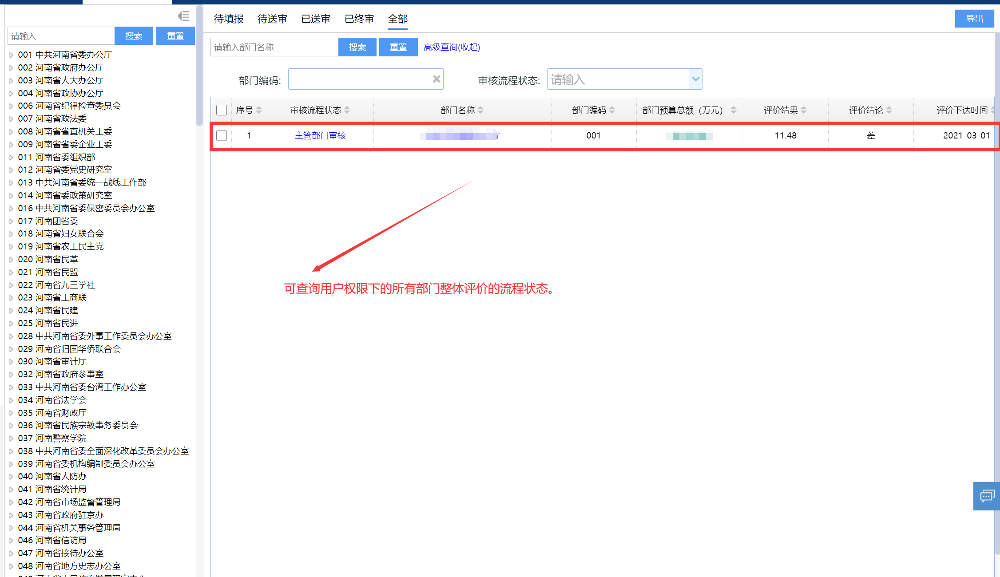 请输入 搜索 重置
001 中共河南省委办公厅
002 河南省政府办公厅
003 河南省人大办公厅
004 河南省政协办公厅
006 河南省纪律检查委员会
007 河南省政法委
008 河南省省直机关工委
009 河南省省委企业工委
011 河南省委组织部
012 河南省委党史研究室
013 中共河南省委统一战线工作部
014 河南省委政策研究室
016 中共河南省委保密委员会办公室
017 河南团省委
018 河南省妇女联合会
019 河南省农工民主党
020 河南省民革
021 河南省民盟
022 河南省九三学社
023 河南省工商联
024 河南省民建
025 河南省民进
028 中共河南省委外事工作委员会办公室
029 河南省归国华侨联合会
030 河南省审计厅
032 河南省政府参事室
033 中共河南省委台湾工作办公室
034 河南省法学会
035 河南省财政厅
036 河南省民族宗教事务委员会
037 河南警察学院
038 中共河南省委全面深化改革委员会办公室
039 河南省委机构编制委员会办公室
040 河南省人防办
041 河南省统计局
042 河南省市场监督管理局
043 河南省政府驻京办
044 河南省机关事务管理局
046 河南省信访局
047 河南省接待办公室
048 河南省地方史志办公室
待填报 待送审 已送审 已终审 全部 导出
请输入部门名称 搜索 重置 高级查询(收起)
部门编码: 审核流程状态: 请输入
序号 审核流程状态 部门名称 部门编码 部门预算总额（万元） 评价结果 评价结论 评价下达时间
1 主管部门审核 001 11.48 差 2021-03-01
可查询用户权限下的所有部门整体评价的流程状态。